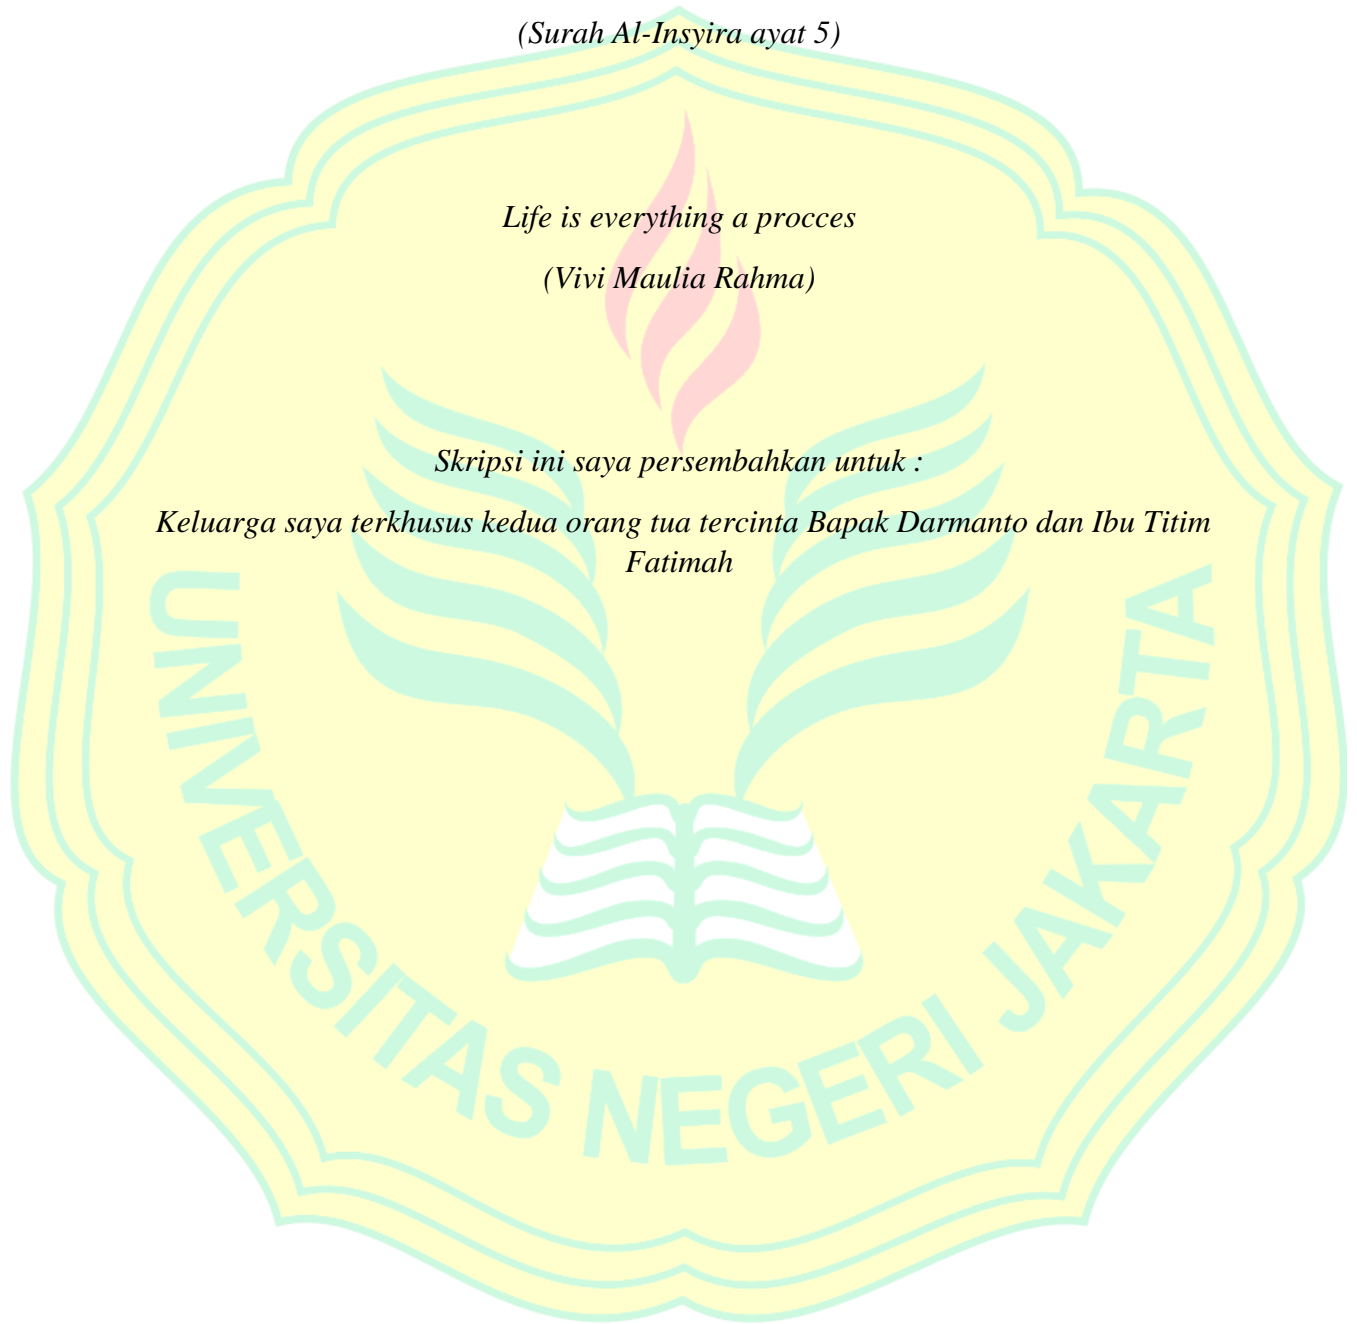 (Surah Al-Insyira ayat 5)
Life is everything a procces
(Vivi Maulia Rahma)
Skripsi ini saya persembahkan untuk :
Keluarga saya terkhusus kedua orang tua tercinta Bapak Darmanto dan Ibu Titim
Fatimah
UNIVERSITAS NEGERI JAKARTA